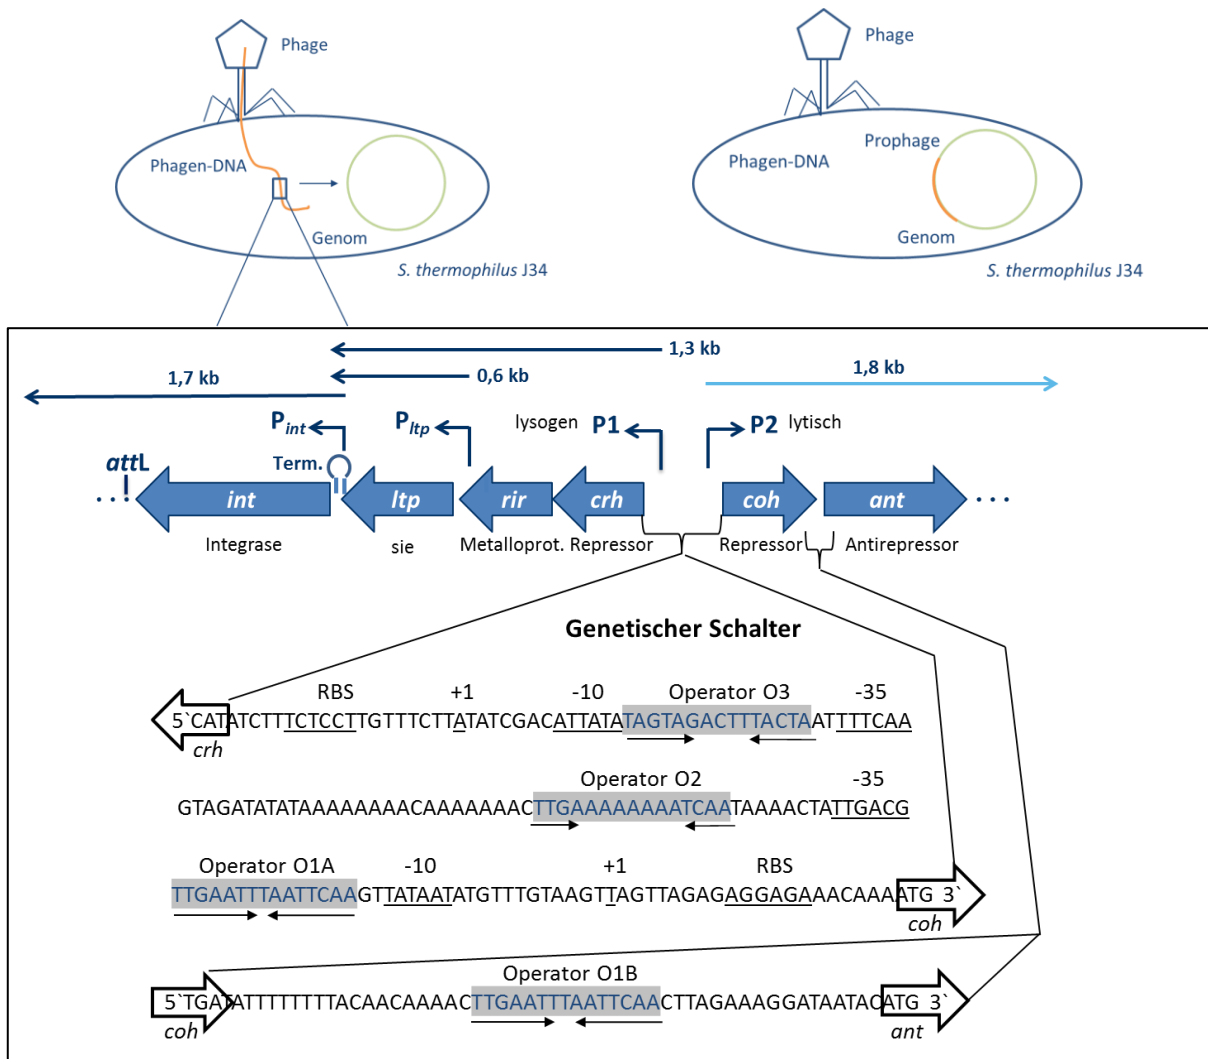 Phage
Phagen-DNA
Genom
S. thermophilus J34
Phage
Prophage
Phagen-DNA
Genom
S. thermophilus J34
1,3 kb
0,6 kb
1,7 kb
1,8 kb
Pint
Pltp
lysogen P1
P2 lytisch
attL
Term.
... int ltp rir crh coh ant ...
Integrase sie Metalloprot. Repressor Repressor Antirepressor
Genetischer Schalter
RBS +1 -10 Operator O3 -35
5`CATATCTTTCTCCTTGTTTCTTATATCGACATTATATAGTAGACTTTACTAATTTTTCAA
crh
Operator O2 -35
GTAGATATATAAAAAAAAACAAAAAAACTTGAAAAAAAATCAATAAAACTATTGACG
Operator O1A -10 +1 RBS
TTGAATTTAATTCAAGTTATAATATGTTTGTAAGTTAGTTAGAGAGGAGAAACAAAATG 3`
coh
Operator O1B
5`TGATATTTTTTTTACAACAAAACTTGAATTTAATTCAACTTAGAAAGGATAATACATG 3`
coh ant